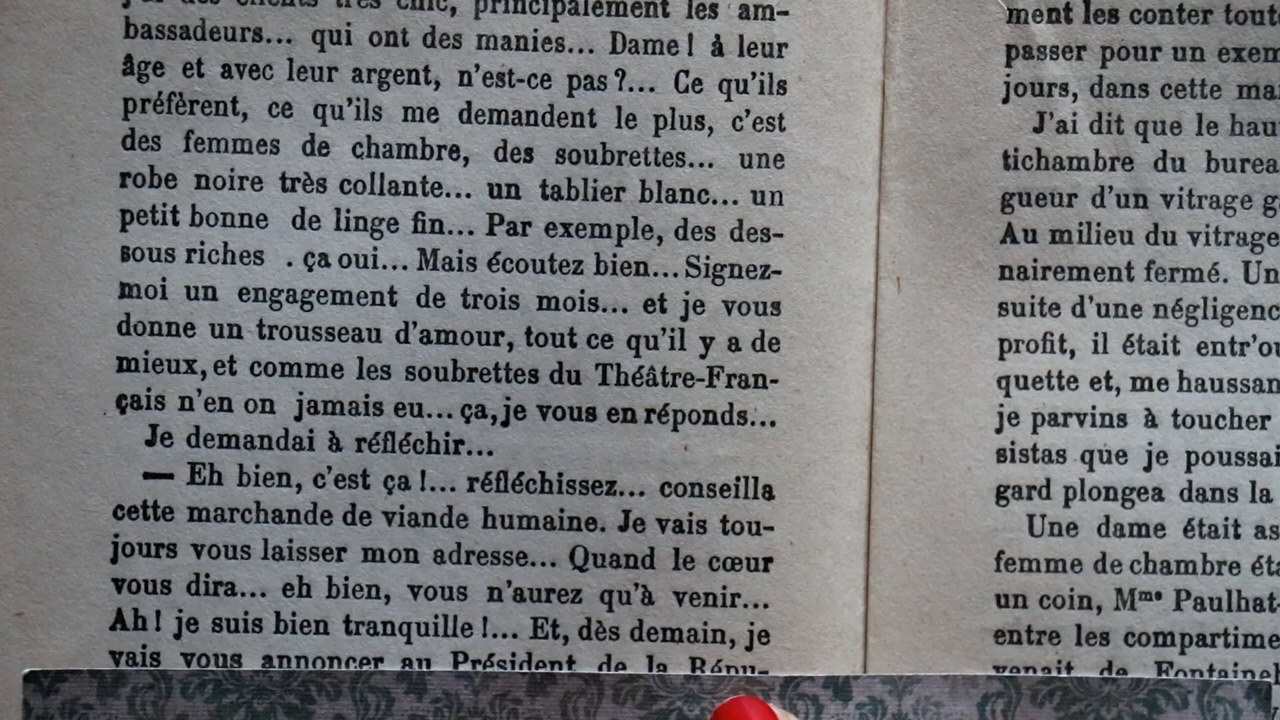 des clients très chic, principalement les am-
bassadeurs... qui ont des manies... Dame! à leur
âge et avec leur argent, n'est-ce pas?... Ce qu'ils
préfèrent, ce qu'ils me demandent le plus, c'est
des femmes de chambre, des soubrettes... une
robe noire très collante... un tablier blanc... un
petit bonne de linge fin... Par exemple, des des-
sous riches . ça oui... Mais écoutez bien... Signez-
moi un engagement de trois mois... et je vous
donne un trousseau d'amour, tout ce qu'il y a de
mieux, et comme les soubrettes du Théâtre-Fran-
çais n'en on jamais eu... ça, je vous en réponds...
Je demandai à réfléchir...
— Eh bien, c'est ça!... réfléchissez... conseilla
cette marchande de viande humaine. Je vais tou-
jours vous laisser mon adresse... Quand le cœur
vous dira... eh bien, vous n'aurez qu'à venir...
Ah! je suis bien tranquille!... Et, dès demain, je
vais vous annoncer au Président de la Répu-
ment les conter tout
passer pour un exem
jours, dans cette ma
J'ai dit que le hau
tichambre du burea
gueur d'un vitrage g
Au milieu du vitrage
nairement fermé. Un
suite d'une négligenc
profit, il était entr'ou
quette et, me haussan
je parvins à toucher
sistas que je poussai
gard plongea dans la
Une dame était as
femme de chambre éta
un coin, Mme Paulhat
entre les compartime
venait de Fontainebl